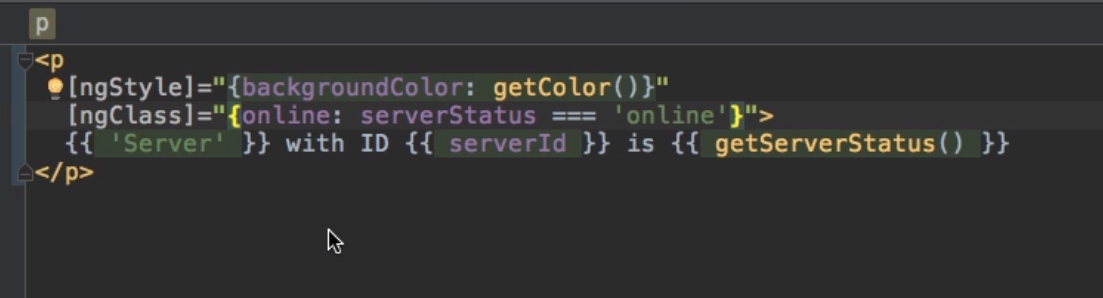 p
<p
[ngStyle]="{backgroundColor: getColor()}"
[ngClass]="{online: serverStatus === 'online'}">
{{ 'Server' }} with ID {{ serverId }} is {{ getServerStatus() }}
</p>